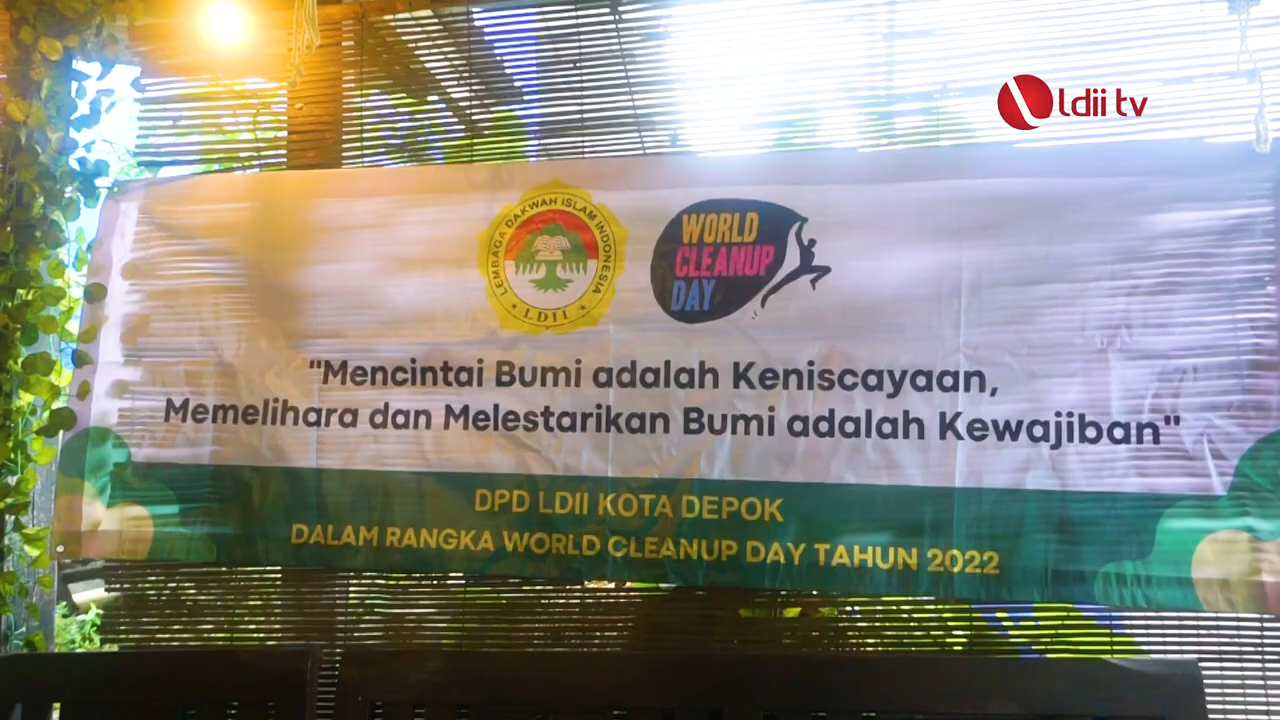 ldii tv
LEMBAGA DAKWAH ISLAM INDONESIA
LDII
WORLD
CLEANUP
DAY
"Mencintai Bumi adalah Keniscayaan,
Memelihara dan Melestarikan Bumi adalah Kewajiban"
DPD LDII KOTA DEPOK
DALAM RANGKA WORLD CLEANUP DAY TAHUN 2022